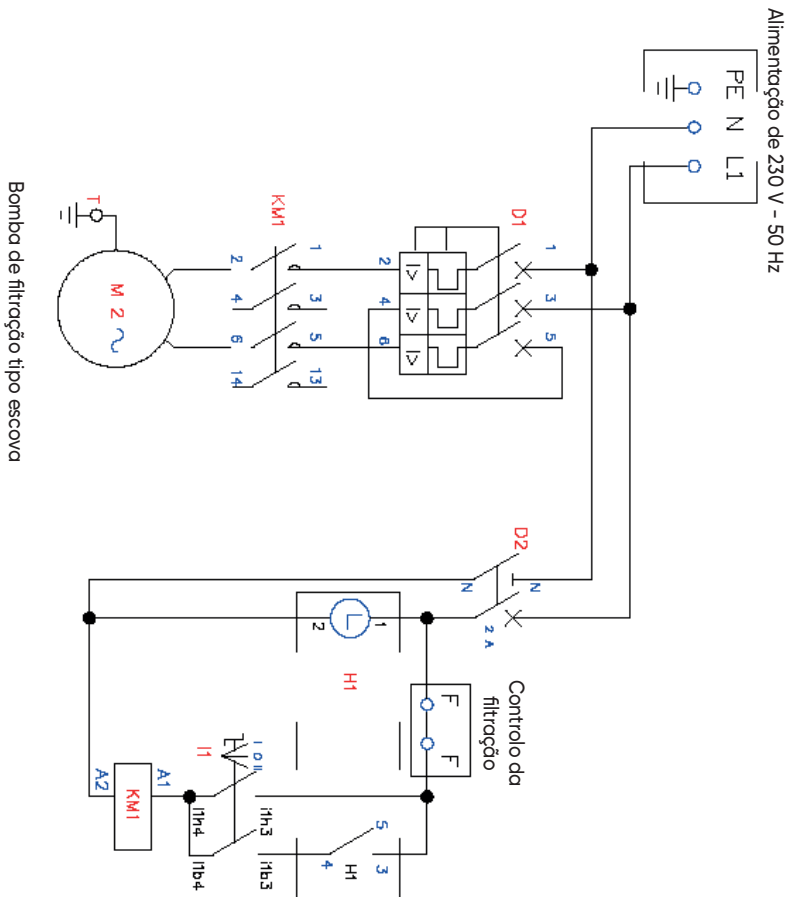 Alimentação de 230 V - 50 Hz
PE N L1
D1
1 3 5
I> I> I>
2 4 6
KM1
1 3 5 13
2 4 6 14
T
M 2 ~
Bomba de filtração tipo escova
D2
N
N
2 A
1
2
H1
Controlo da
filtração
F F
I1
I 0 II
i1h3
i1h4
i1b3
i1b4
5
3
4
H1
A1
KM1
A2